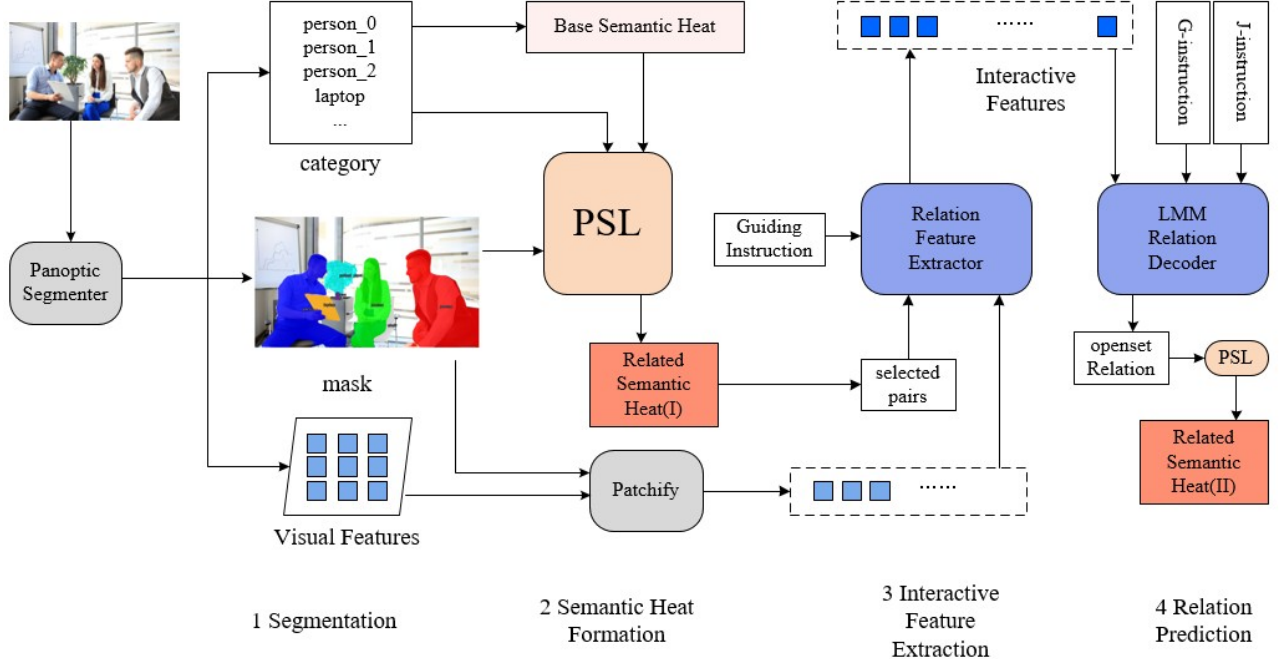 person_0
person_1
person_2
laptop
...
category
Base Semantic Heat
......
Interactive
Features
G-instruction
J-instruction
Panoptic
Segmenter
mask
PSL
Guiding
Instruction
Relation
Feature
Extractor
LMM
Relation
Decoder
Related
Semantic
Heat(I)
selected
pairs
openset
Relation
PSL
Related
Semantic
Heat(II)
Visual Features
Patchify
......
1 Segmentation
2 Semantic Heat
Formation
3 Interactive
Feature
Extraction
4 Relation
Prediction